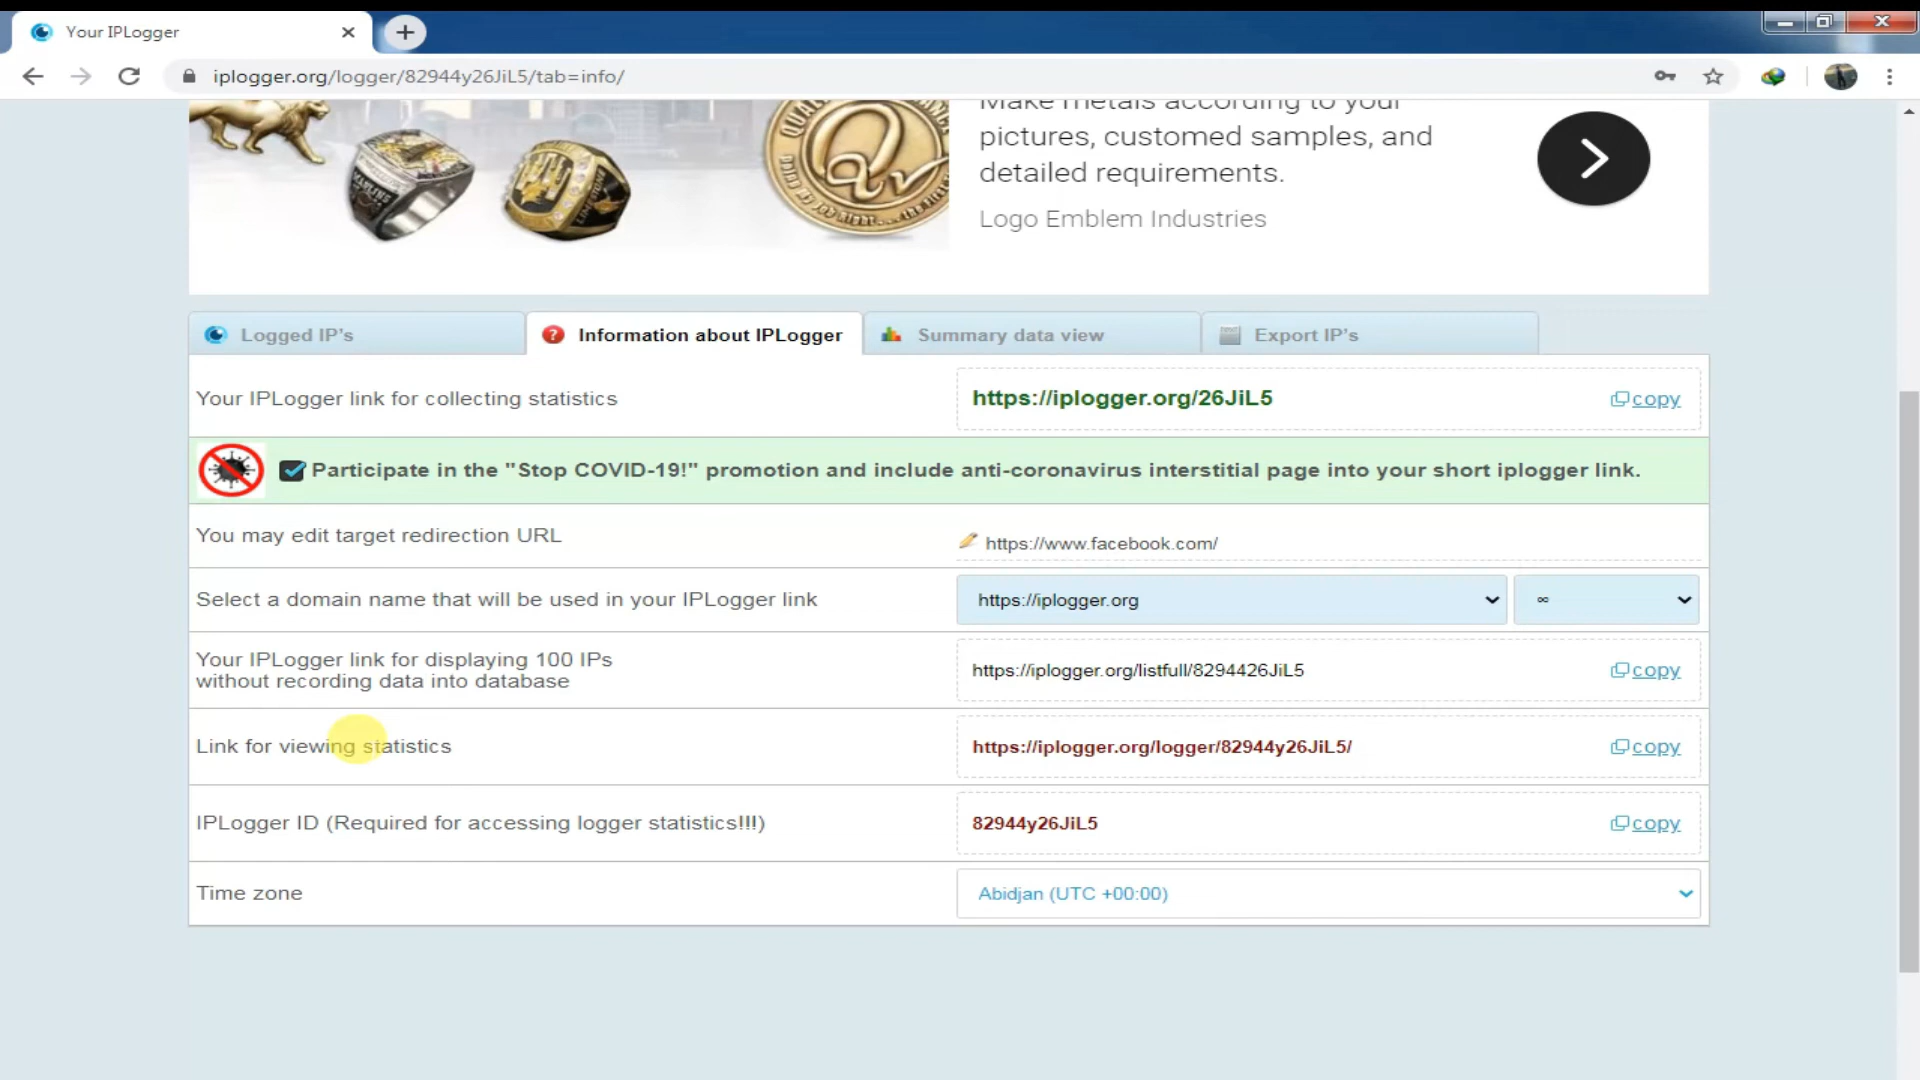 Your IPLogger
iplogger.org/logger/82944y26JiL5/tab=info/
Make metals according to your
pictures, customed samples, and
detailed requirements.
Logo Emblem Industries
Logged IP's
Information about IPLogger
Summary data view
Export IP's
Your IPLogger link for collecting statistics
https://iplogger.org/26JiL5
copy
Participate in the "Stop COVID-19!" promotion and include anti-coronavirus interstitial page into your short iplogger link.
You may edit target redirection URL
https://www.facebook.com/
Select a domain name that will be used in your IPLogger link
https://iplogger.org
∞
Your IPLogger link for displaying 100 IPs
without recording data into database
https://iplogger.org/listfull/8294426JiL5
copy
Link for viewing statistics
https://iplogger.org/logger/82944y26JiL5/
copy
IPLogger ID (Required for accessing logger statistics!!!)
82944y26JiL5
copy
Time zone
Abidjan (UTC +00:00)